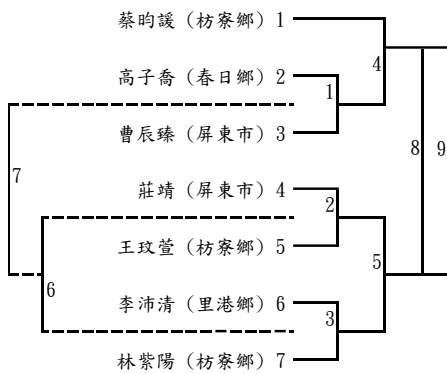 蔡昀諼（枋寮鄉）1
4
高子喬（春日鄉）2
1
曹辰臻（屏東市）3
8
9
7
莊靖（屏東市）4
2
王玟萱（枋寮鄉）5
5
6
李沛清（里港鄉）6
3
林紫陽（枋寮鄉）7